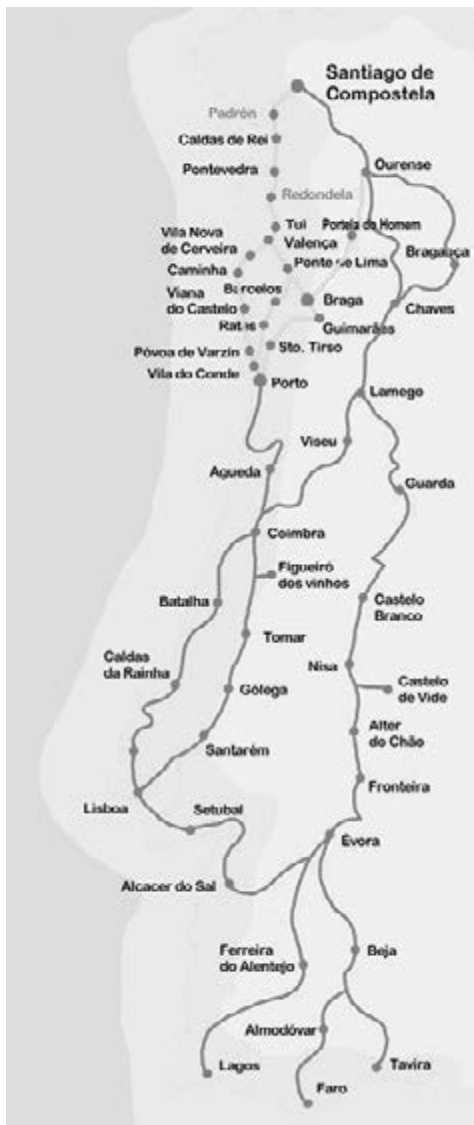 Santiago de
Compostela
Padrón
Caldas de Rei
Ourense
Pontevedra
Redondela
Tui
Portela do Homem
Vila Nova
de Cerveira
Valença
Bragança
Caminha
Ponte de Lima
Viana
do Castelo
Barcelos
Braga
Chaves
Rates
Guimarães
Póvoa de Varzin
Sto. Tirso
Vila do Conde
Porto
Lamego
Viseu
Agueda
Guarda
Coimbra
Figueiró
dos vinhos
Batalha
Castelo
Branco
Tomar
Caldas
da Rainha
Nisa
Castelo
de Vide
Gólega
Alter
do Chão
Santarém
Fronteira
Lisboa
Setubal
Évora
Alcacer do Sal
Ferreira
do Alentejo
Beja
Almodóvar
Lagos
Tavira
Faro